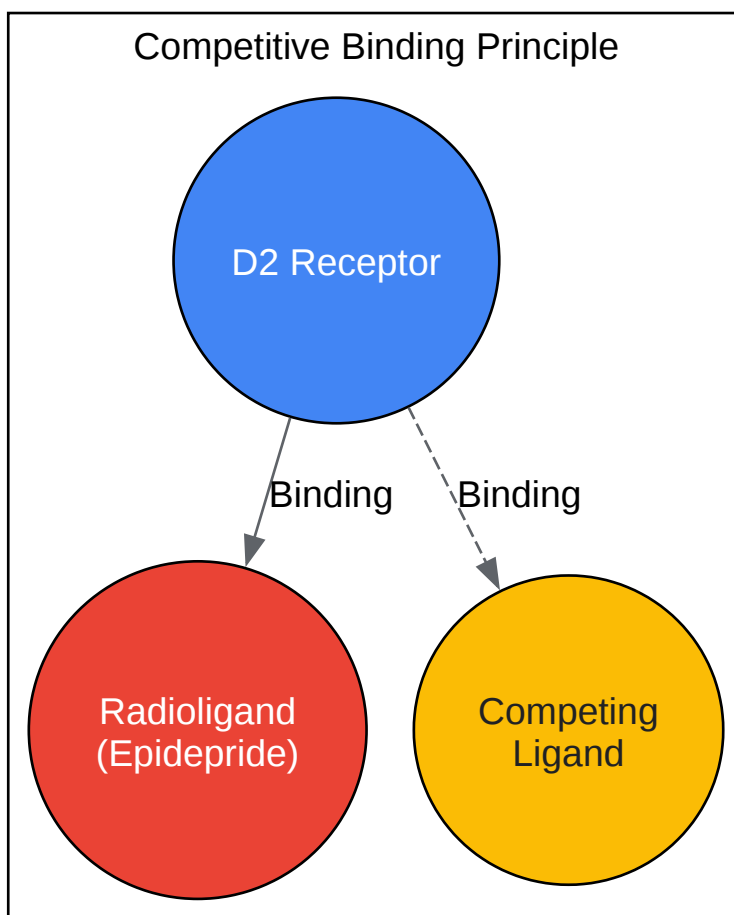 Competitive Binding Principle
D2 Receptor
Binding
Binding
Radioligand
(Epidepride)
Competing
Ligand